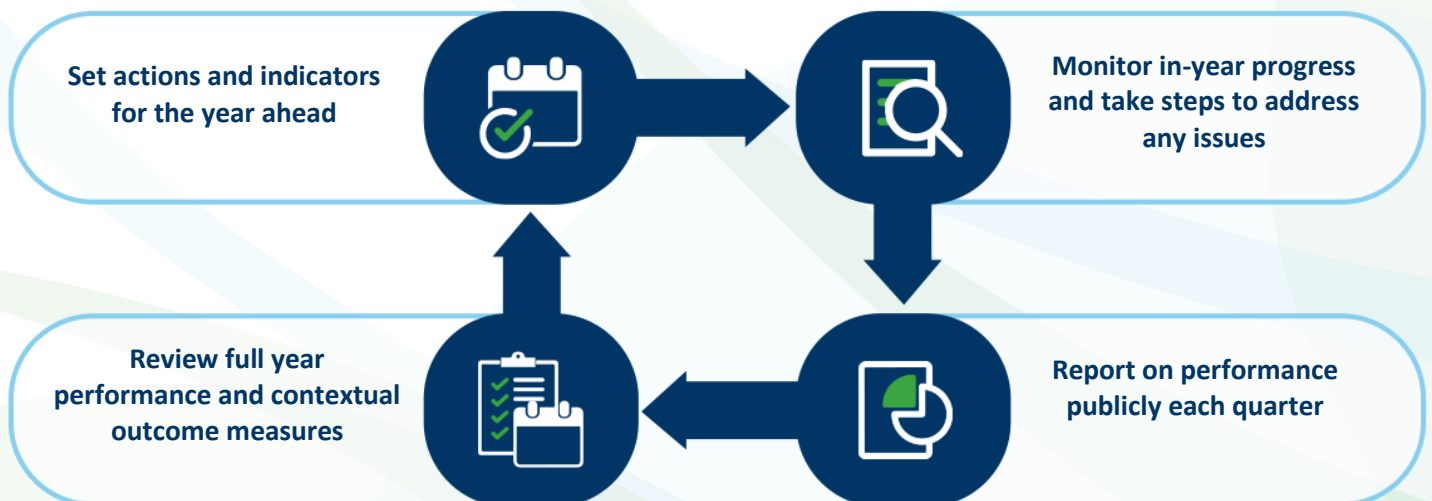 Set actions and indicators
for the year ahead
Monitor in-year progress
and take steps to address
any issues
Review full year
performance and contextual
outcome measures
Report on performance
publicly each quarter